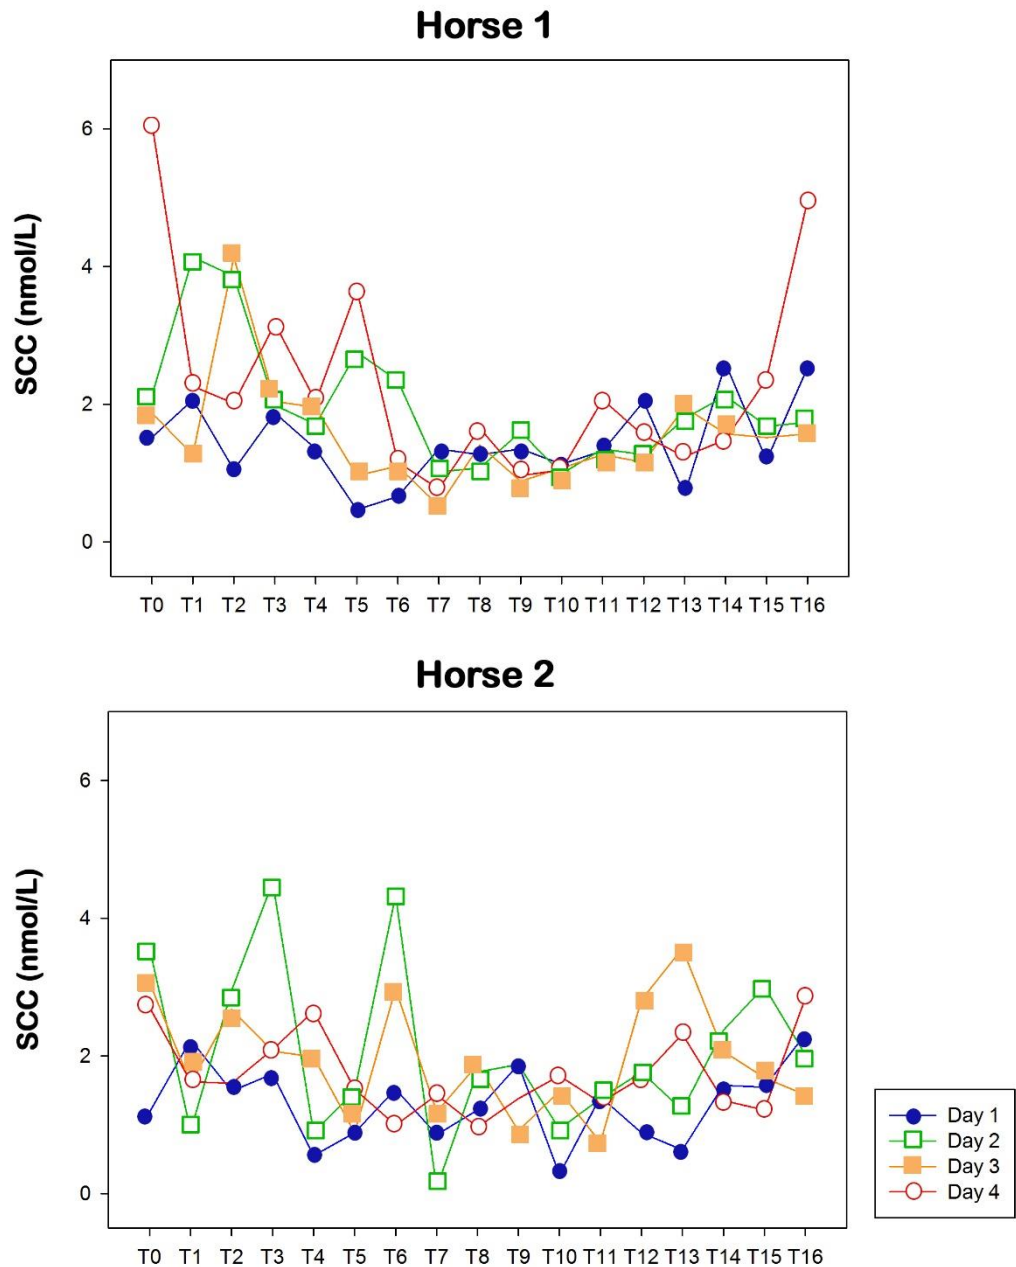 Horse 1
SCC (nmol/L)
6
4
2
0
T0 T1 T2 T3 T4 T5 T6 T7 T8 T9 T10 T11 T12 T13 T14 T15 T16
Horse 2
SCC (nmol/L)
6
4
2
0
T0 T1 T2 T3 T4 T5 T6 T7 T8 T9 T10 T11 T12 T13 T14 T15 T16
Day 1
Day 2
Day 3
Day 4